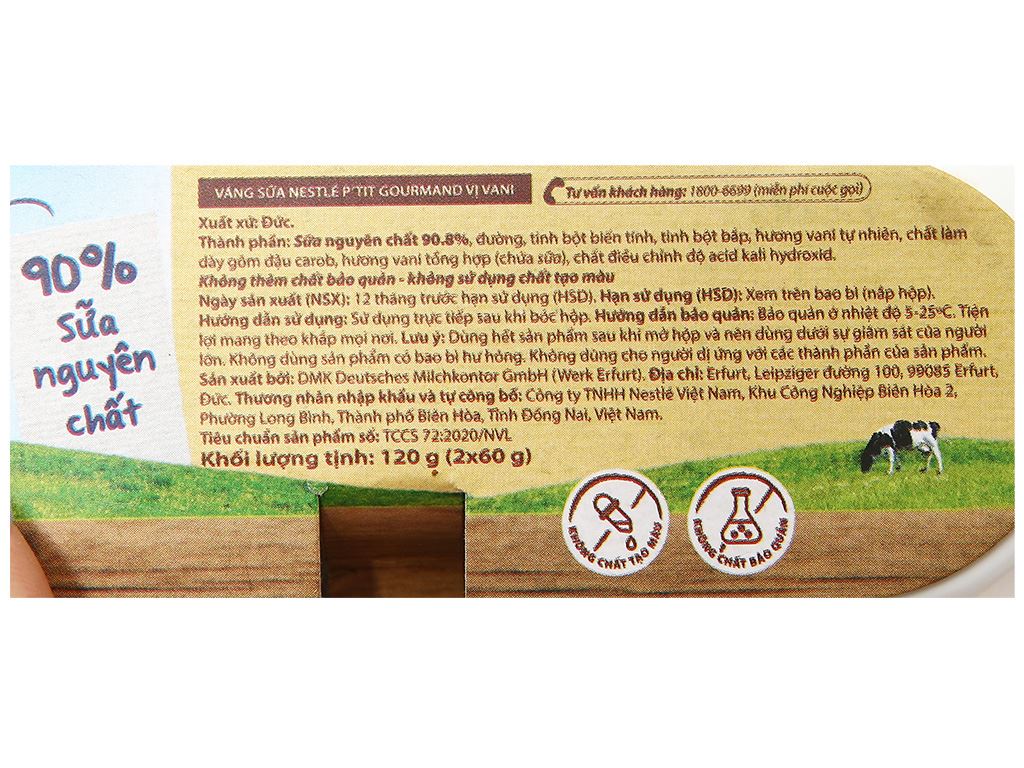 90%
Sữa
nguyên
chất
VÁNG SỮA NESTLÉ P'TIT GOURMAND VỊ VANI
Tư vấn khách hàng: 1800 6699 (miễn phí cuộc gọi)
Xuất xứ: Đức.
Thành phần: Sữa nguyên chất 90.8%, đường, tinh bột biến tính, tinh bột bắp, hương vani tự nhiên, chất làm
dày gôm đậu carob, hương vani tổng hợp (chứa sữa), chất điều chỉnh độ acid kali hydroxid.
Không thêm chất bảo quản - không sử dụng chất tạo màu
Ngày sản xuất (NSX): 12 tháng trước hạn sử dụng (HSD). Hạn sử dụng (HSD): Xem trên bao bì (nắp hộp).
Hướng dẫn sử dụng: Sử dụng trực tiếp sau khi bóc hộp. Hướng dẫn bảo quản: Bảo quản ở nhiệt độ 5-25°C. Tiện
lợi mang theo khắp mọi nơi. Lưu ý: Dùng hết sản phẩm sau khi mở hộp và nên dùng dưới sự giám sát của người
lớn. Không dùng sản phẩm có bao bì hư hỏng. Không dùng cho người dị ứng với các thành phần của sản phẩm.
Sản xuất bởi: DMK Deutsches Milchkontor GmbH (Werk Erfurt). Địa chỉ: Erfurt, Leipziger đường 100, 99085 Erfurt,
Đức. Thương nhân nhập khẩu và tự công bố: Công ty TNHH Nestlé Việt Nam, Khu Công Nghiệp Biên Hòa 2,
Phường Long Bình, Thành phố Biên Hòa, Tỉnh Đồng Nai, Việt Nam.
Tiêu chuẩn sản phẩm số: TCCS 72:2020/NVL
Khối lượng tịnh: 120 g (2x60 g)
KHÔNG CHẤT TẠO MÀU
KHÔNG CHẤT BẢO QUẢN